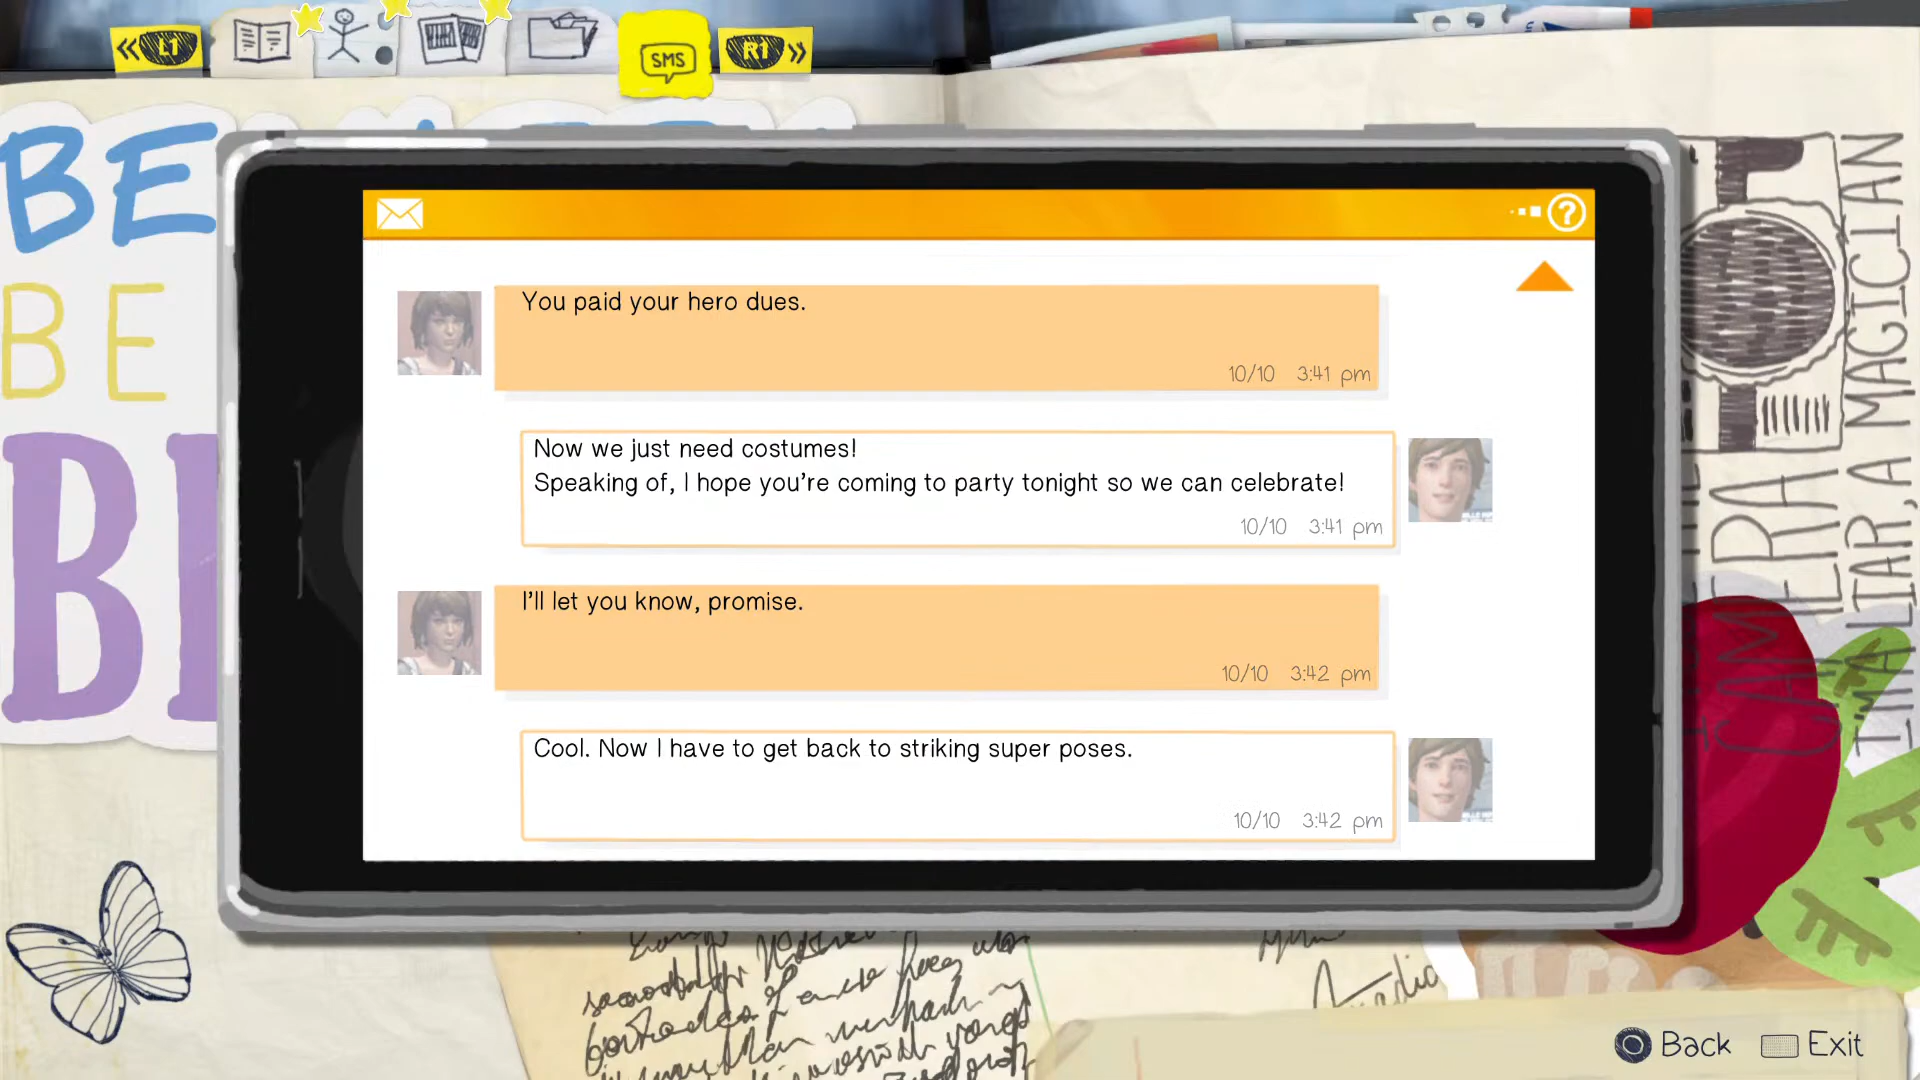 L1
SMS
R1
BE
BE
You paid your hero dues.
10/10 3:41 pm
Now we just need costumes!
Speaking of, I hope you're coming to party tonight so we can celebrate!
10/10 3:41 pm
I'll let you know, promise.
10/10 3:42 pm
Cool. Now I have to get back to striking super poses.
10/10 3:42 pm
CAMERA
I'M A LIAR, A MAGICIAN
Back
Exit